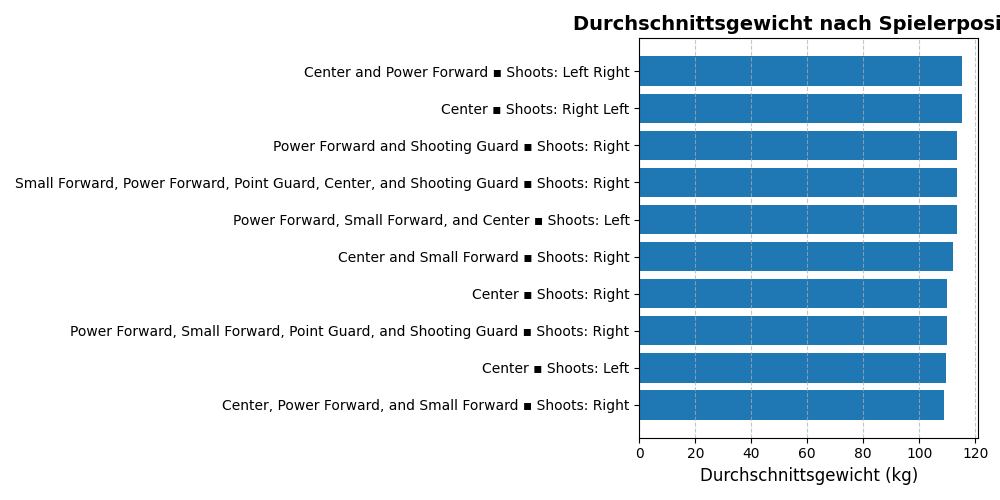 Durchschnittsgewicht nach Spielerposi
Center and Power Forward ▪ Shoots: Left Right
Center ▪ Shoots: Right Left
Power Forward and Shooting Guard ▪ Shoots: Right
Small Forward, Power Forward, Point Guard, Center, and Shooting Guard ▪ Shoots: Right
Power Forward, Small Forward, and Center ▪ Shoots: Left
Center and Small Forward ▪ Shoots: Right
Center ▪ Shoots: Right
Power Forward, Small Forward, Point Guard, and Shooting Guard ▪ Shoots: Right
Center ▪ Shoots: Left
Center, Power Forward, and Small Forward ▪ Shoots: Right
0 20 40 60 80 100 120
Durchschnittsgewicht (kg)